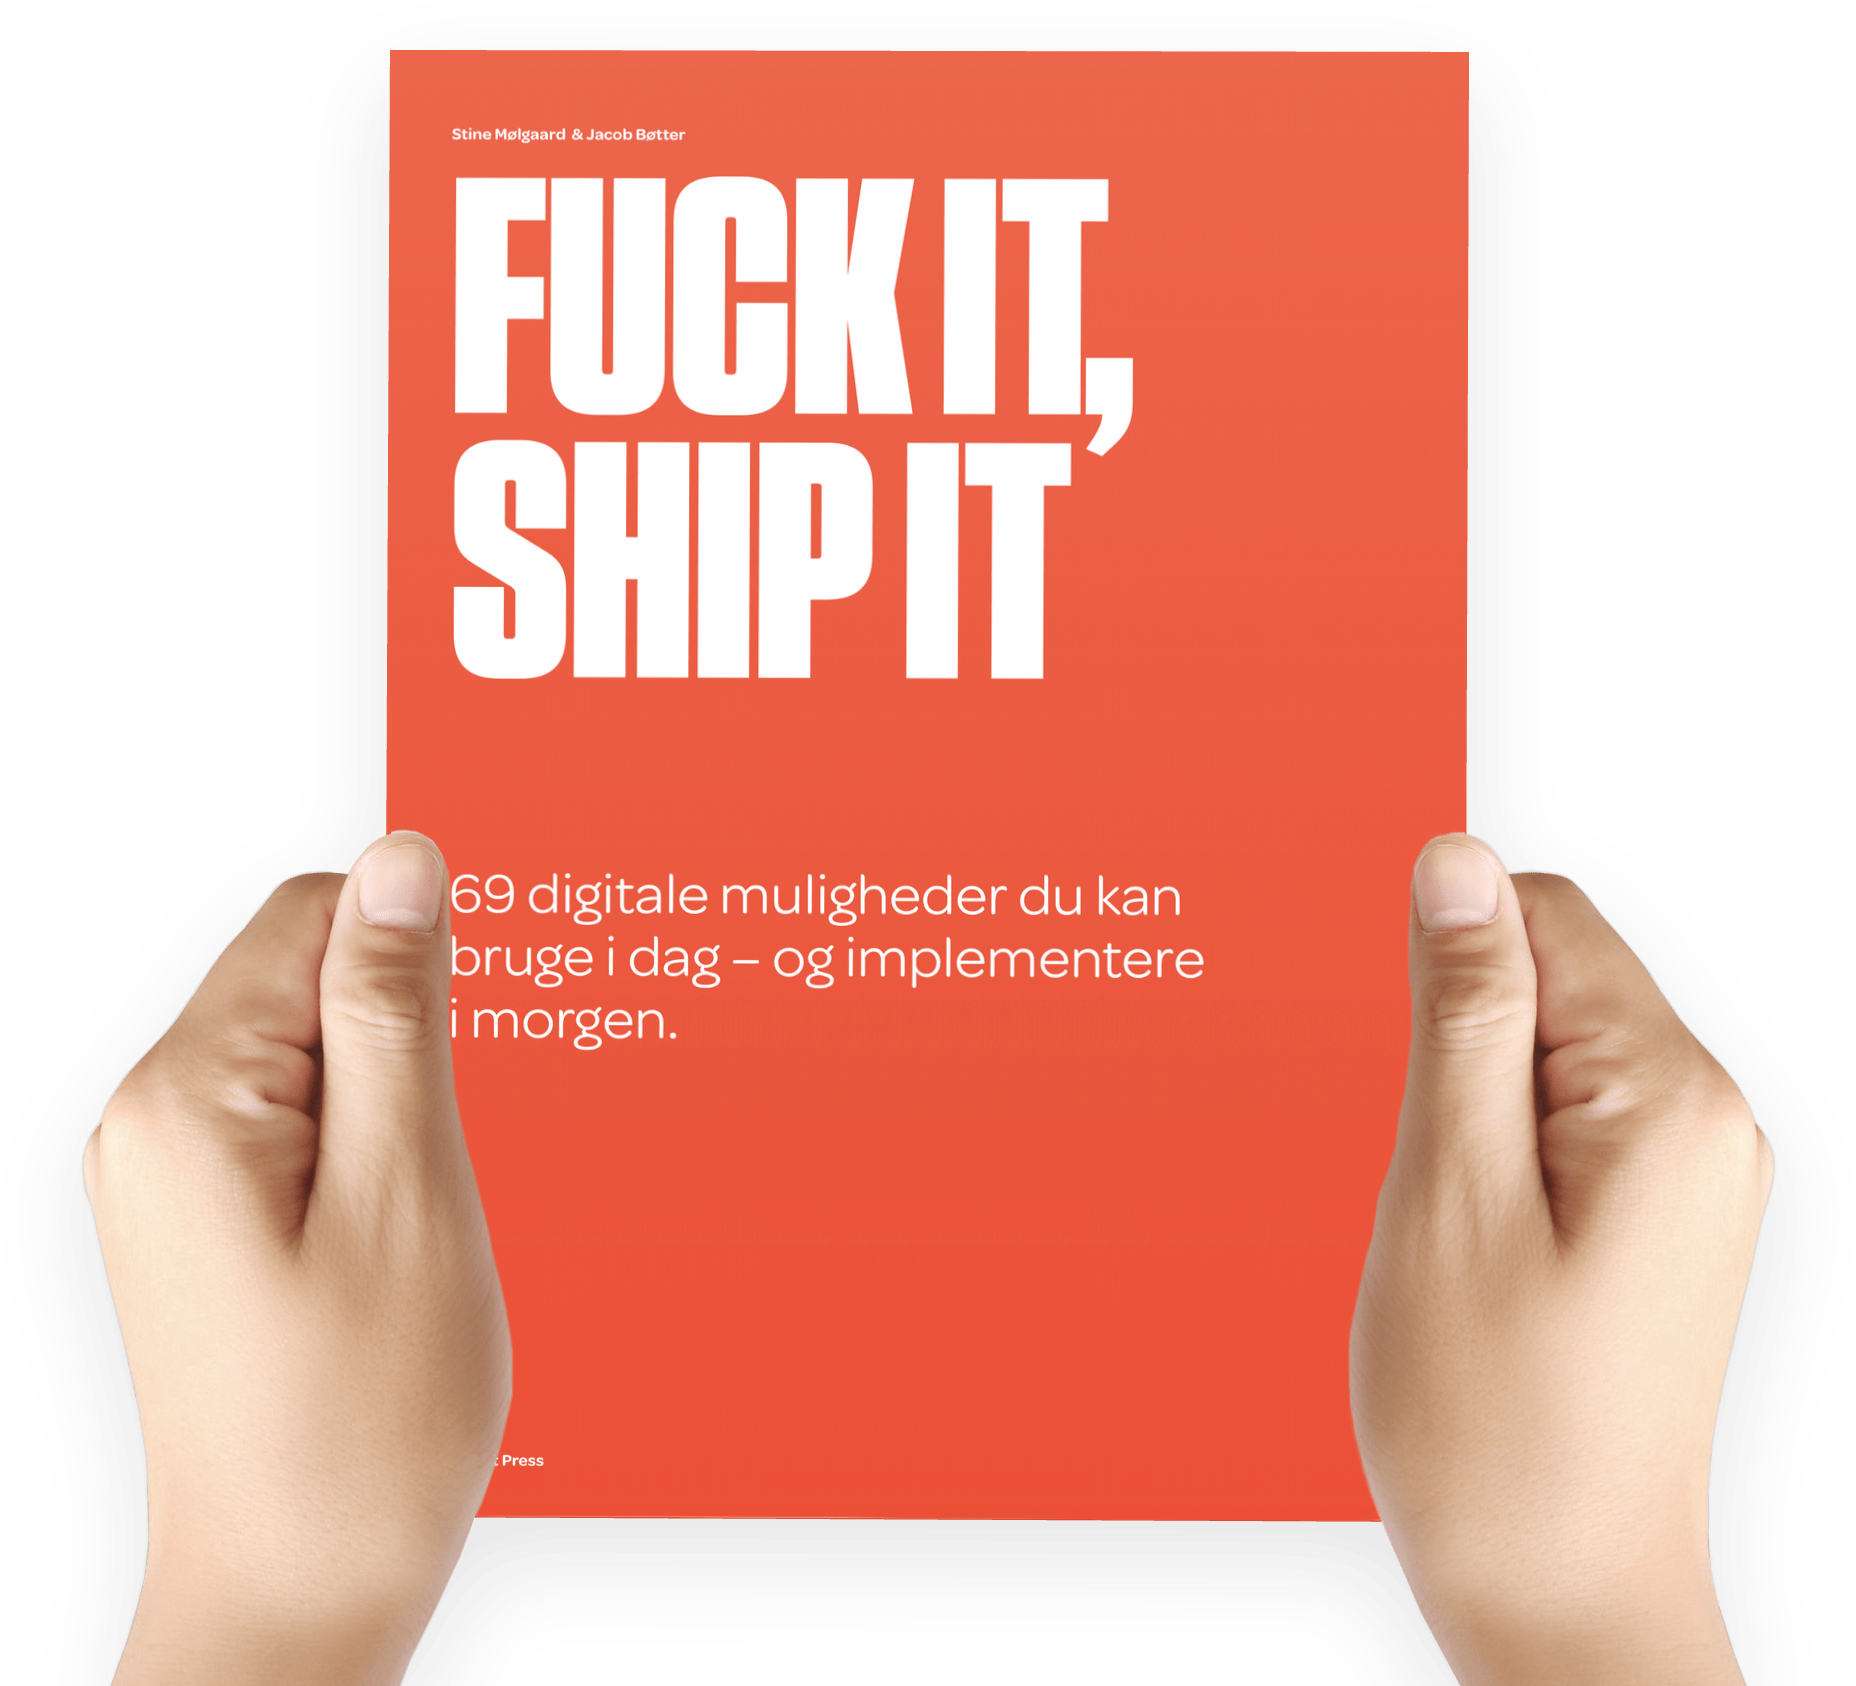 Stine Mølgaard & Jacob Bøtter
FUCK IT,
SHIP IT
69 digitale muligheder du kan
bruge i dag – og implementere
i morgen.
Press